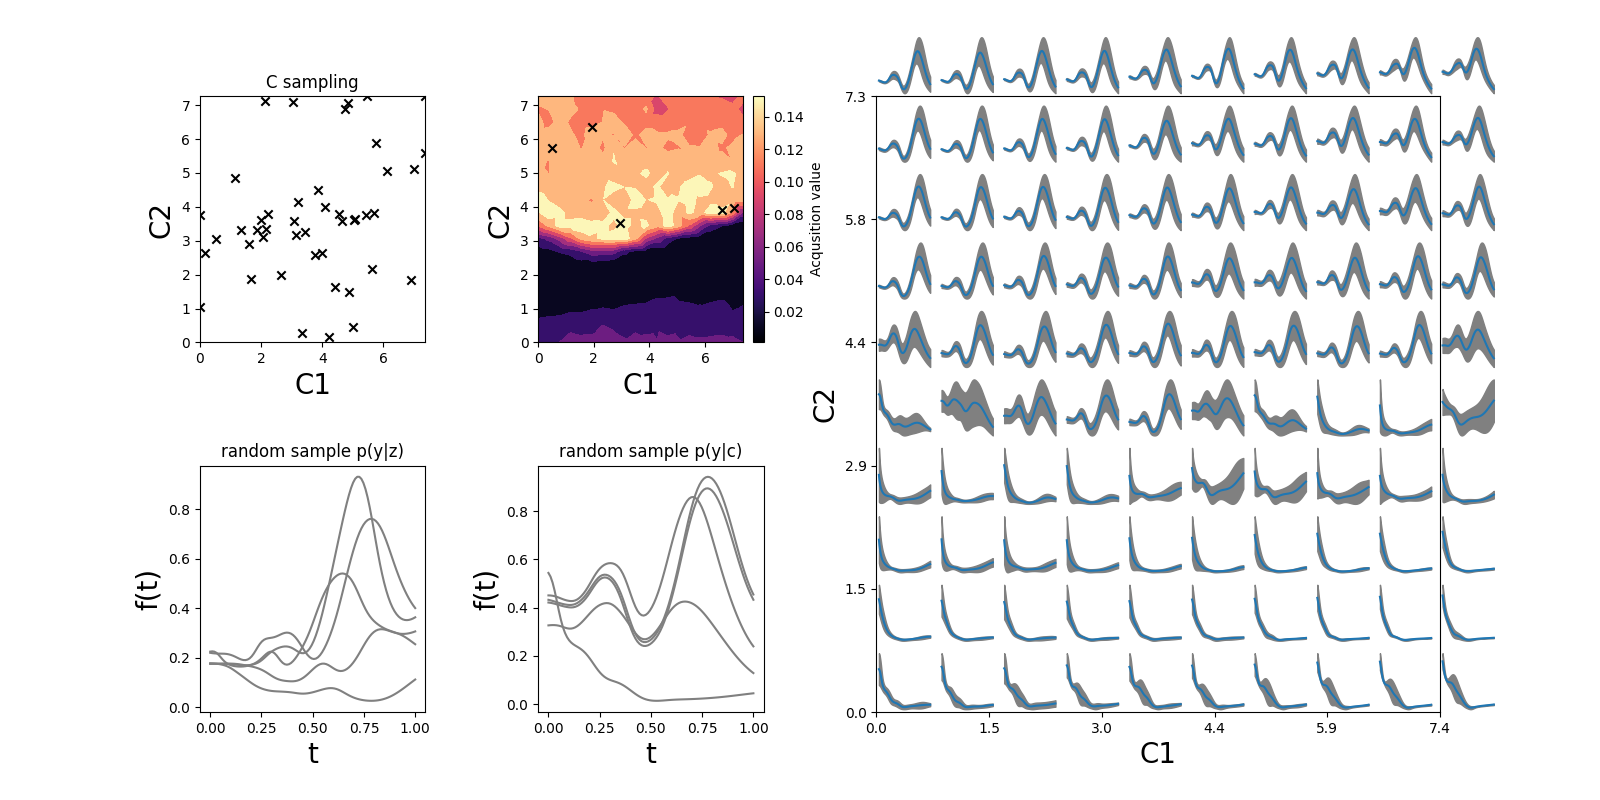 C sampling
7
6
5
4
3
2
1
0
0 2 4 6
C2
C1
7
6
5
4
3
2
1
0
0 2 4 6
C2
C1
0.14
0.12
0.10
0.08
0.06
0.04
0.02
Acqusition value
random sample p(y|z)
0.8
0.6
0.4
0.2
0.0
0.00 0.25 0.50 0.75 1.00
f(t)
t
random sample p(y|c)
0.8
0.6
0.4
0.2
0.0
0.00 0.25 0.50 0.75 1.00
f(t)
t
7.3
5.8
4.4
2.9
1.5
0.0
0.0 1.5 3.0 4.4 5.9 7.4
C2
C1